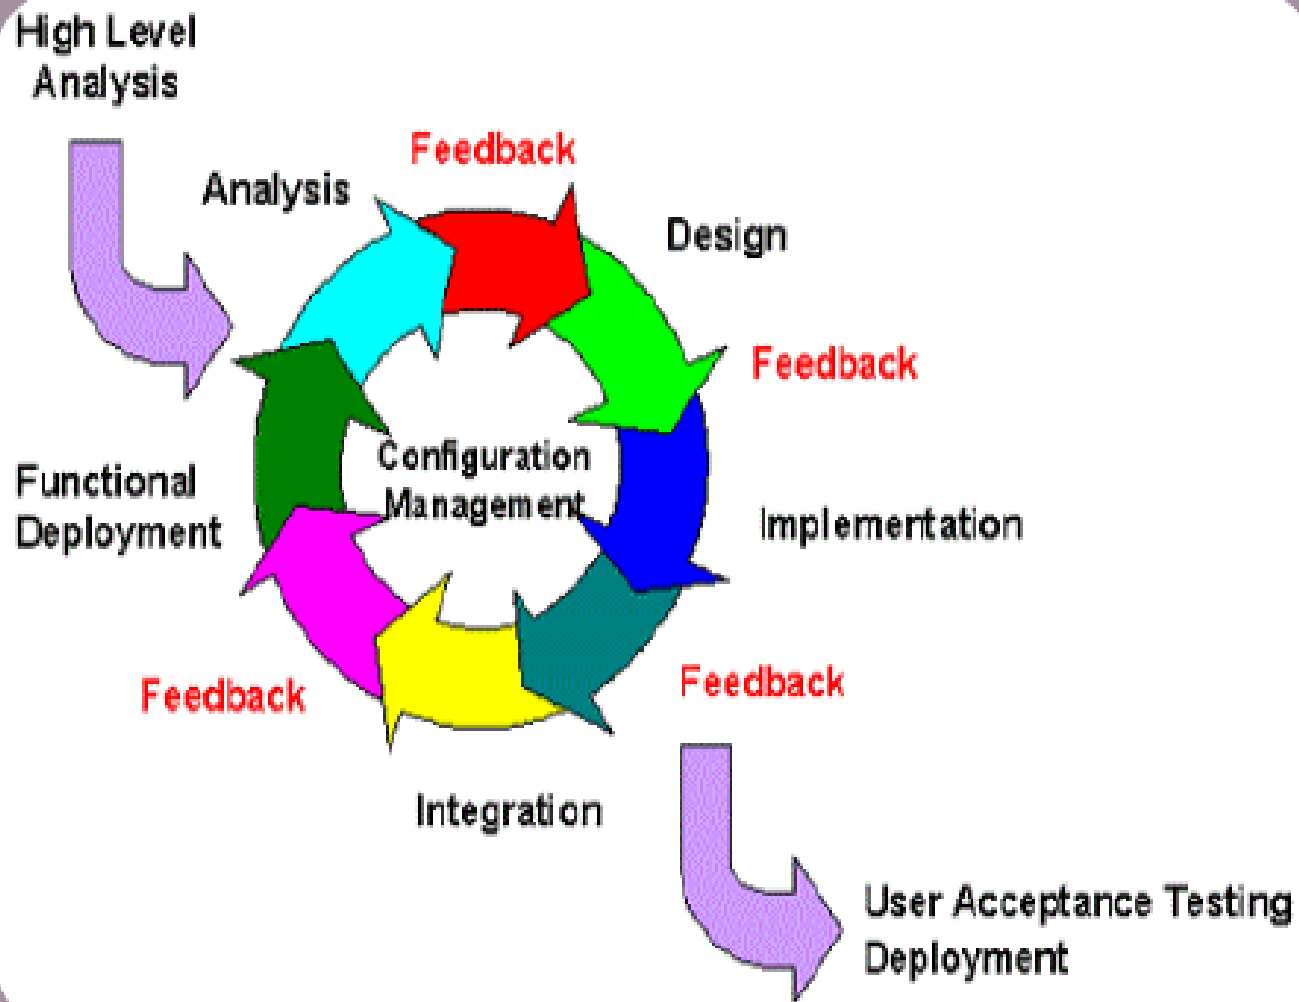 High Level
Analysis
Feedback
Analysis
Design
Feedback
Configuration
Management
Functional
Deployment
Implementation
Feedback
Feedback
Integration
User Acceptance Testing
Deployment